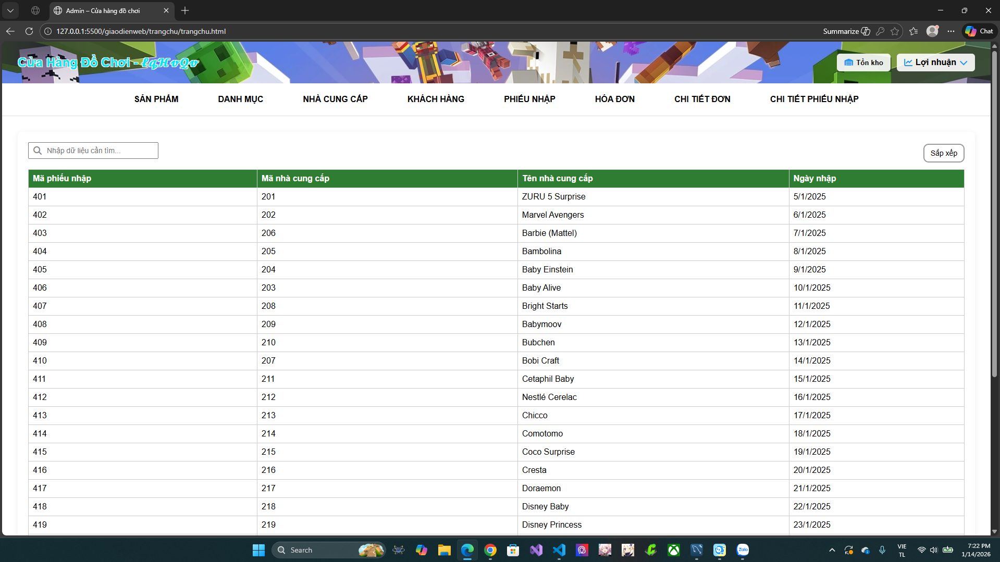 Admin – Cửa hàng đồ chơi
127.0.0.1:5500/giaodienweb/trangchu/trangchu.html
Summarize
Chat
Cửa Hàng Đồ Chơi - 𝓵𝓺𝓗𝓸𝓠𝓸
Tồn kho
Lợi nhuận
SẢN PHẨM DANH MỤC NHÀ CUNG CẤP KHÁCH HÀNG PHIẾU NHẬP HÓA ĐƠN CHI TIẾT ĐƠN CHI TIẾT PHIẾU NHẬP
Nhập dữ liệu cần tìm...
Sắp xếp
Mã phiếu nhập Mã nhà cung cấp Tên nhà cung cấp Ngày nhập
401 201 ZURU 5 Surprise 5/1/2025
402 202 Marvel Avengers 6/1/2025
403 206 Barbie (Mattel) 7/1/2025
404 205 Bambolina 8/1/2025
405 204 Baby Einstein 9/1/2025
406 203 Baby Alive 10/1/2025
407 208 Bright Starts 11/1/2025
408 209 Babymoov 12/1/2025
409 210 Bubchen 13/1/2025
410 207 Bobi Craft 14/1/2025
411 211 Cetaphil Baby 15/1/2025
412 212 Nestlé Cerelac 16/1/2025
413 213 Chicco 17/1/2025
414 214 Comotomo 18/1/2025
415 215 Coco Surprise 19/1/2025
416 216 Cresta 20/1/2025
417 217 Doraemon 21/1/2025
418 218 Disney Baby 22/1/2025
419 219 Disney Princess 23/1/2025
Search
Zalo
VIE
TL
7:22 PM
1/14/2026